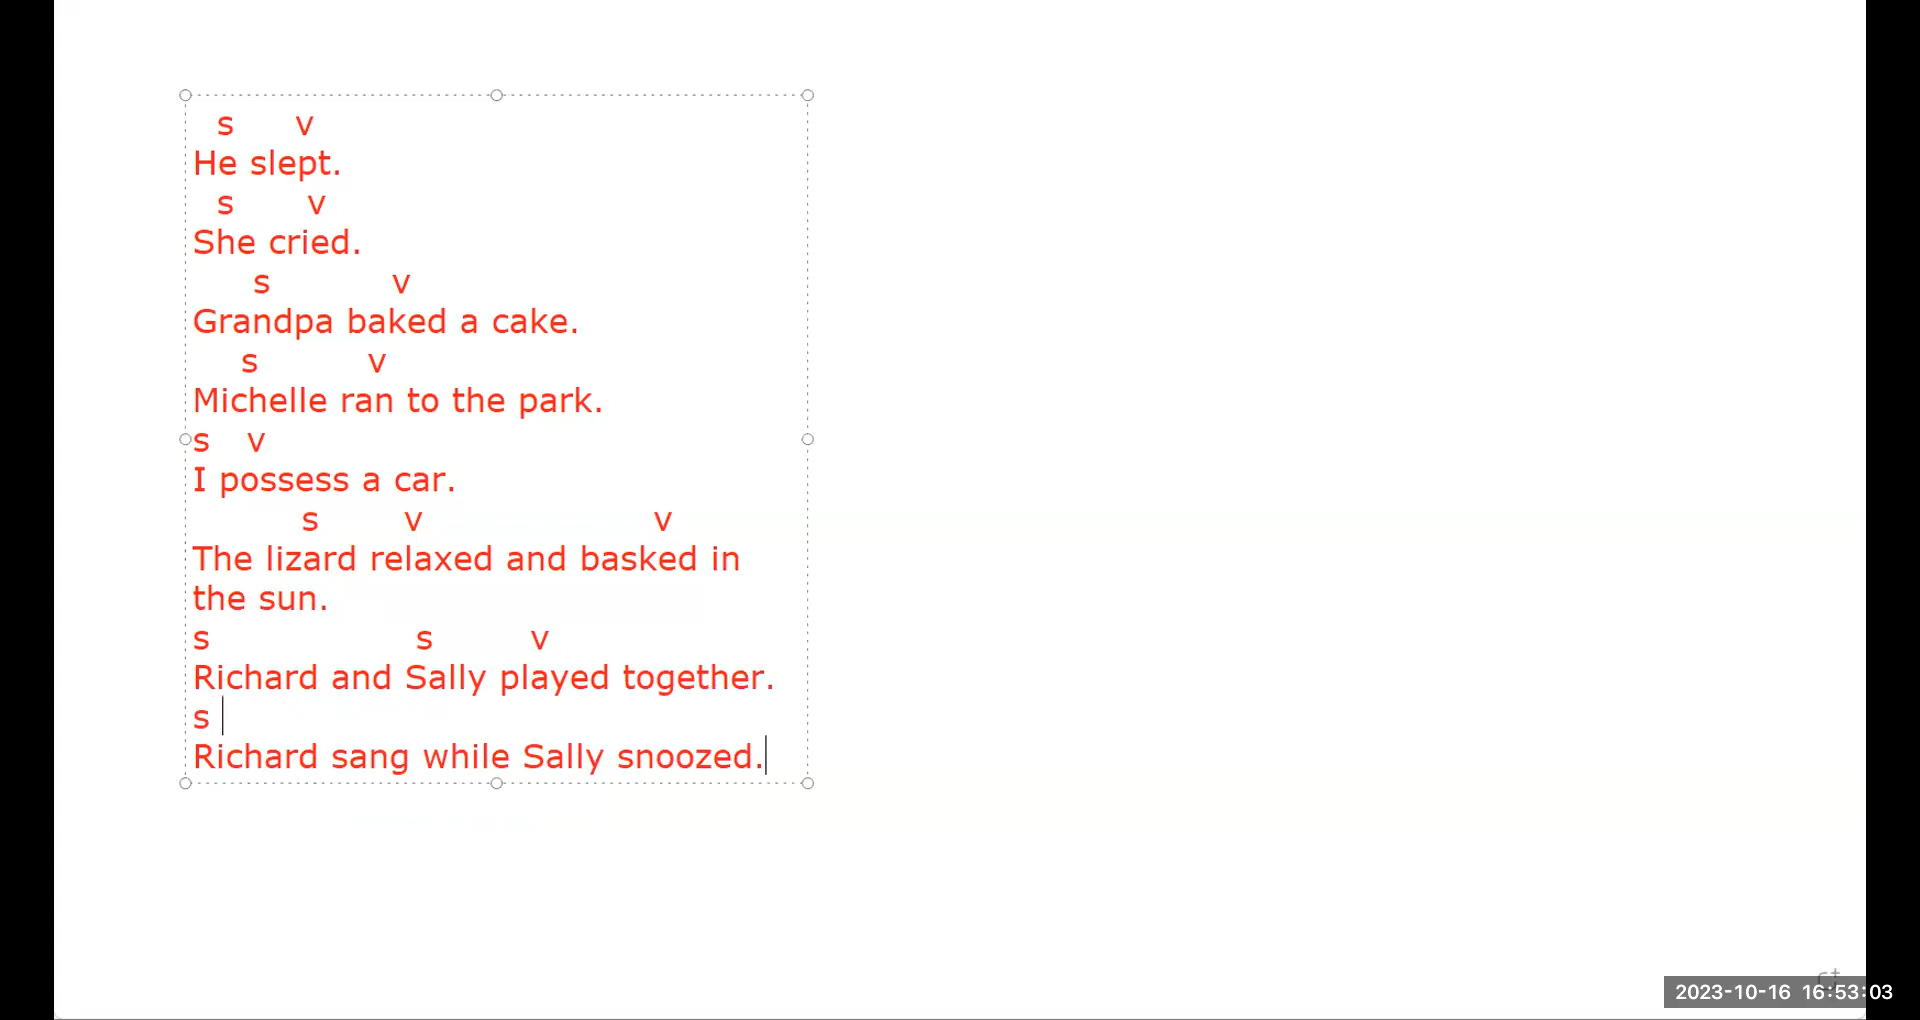 s v
He slept.
s v
She cried.
s v
Grandpa baked a cake.
s v
Michelle ran to the park.
s v
I possess a car.
s v v
The lizard relaxed and basked in
the sun.
s s v
Richard and Sally played together.
s
Richard sang while Sally snoozed.
2023-10-16 16:53:03